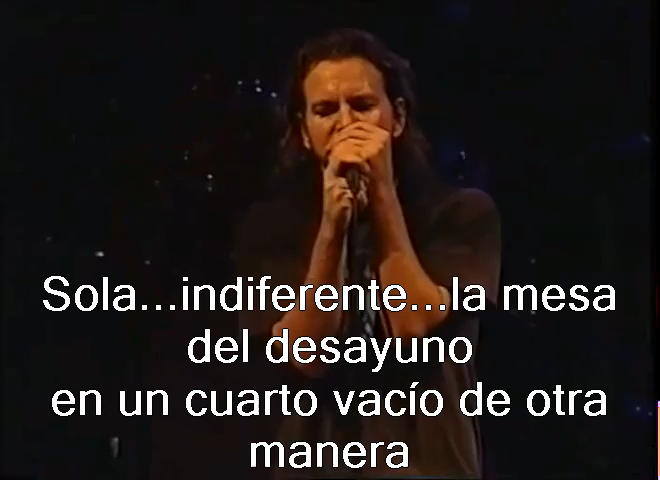 Sola...indiferente...la mesa
del desayuno
en un cuarto vacío de otra
manera